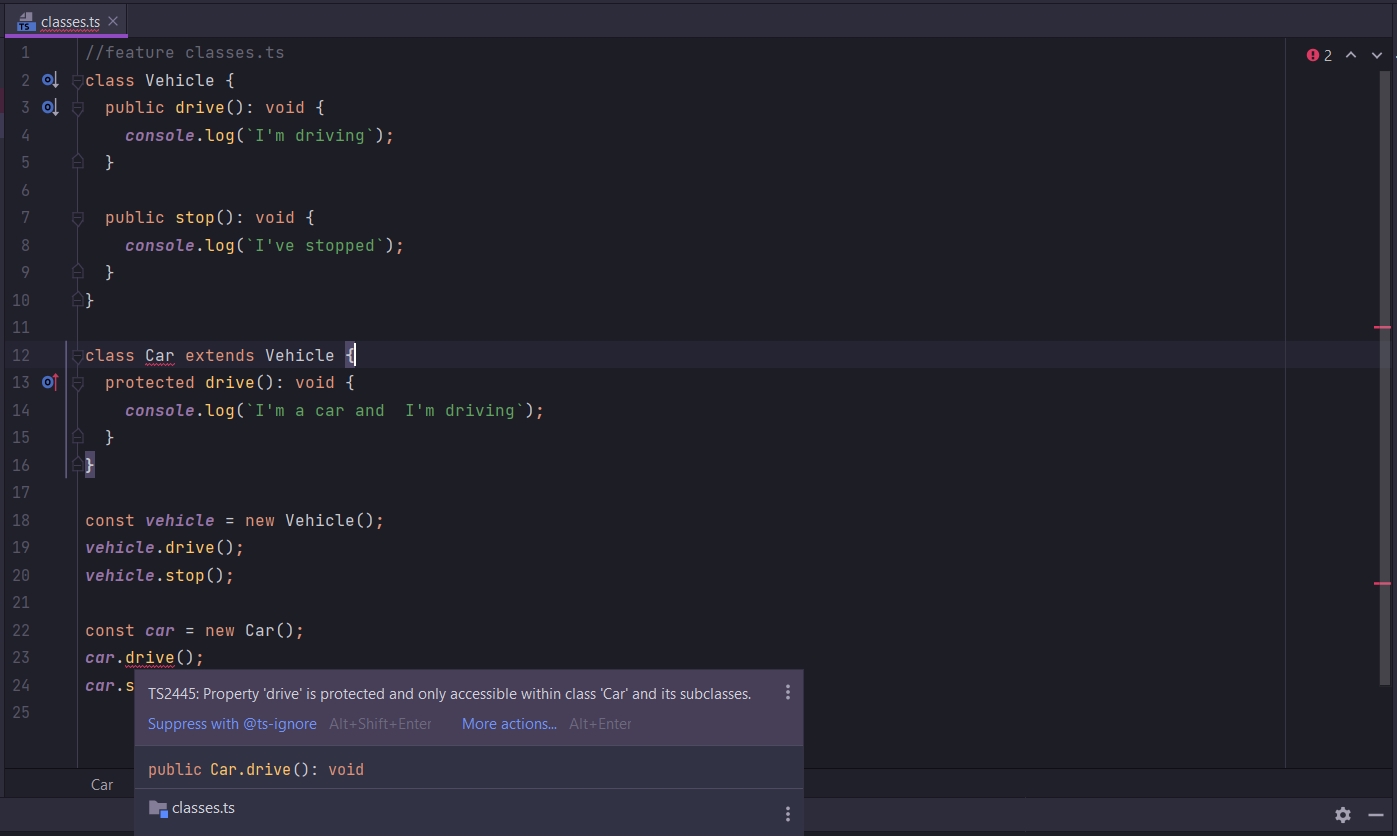 classes.ts
1 //feature classes.ts
2 class Vehicle {
3 public drive(): void {
4 console.log(`I'm driving`);
5 }
6
7 public stop(): void {
8 console.log(`I've stopped`);
9 }
10 }
11
12 class Car extends Vehicle {
13 protected drive(): void {
14 console.log(`I'm a car and  I'm driving`);
15 }
16 }
17
18 const vehicle = new Vehicle();
19 vehicle.drive();
20 vehicle.stop();
21
22 const car = new Car();
23 car.drive();
24 car.s
25
2
TS2445: Property 'drive' is protected and only accessible within class 'Car' and its subclasses.
Suppress with @ts-ignore Alt+Shift+Enter More actions... Alt+Enter
public Car.drive(): void
Car
classes.ts